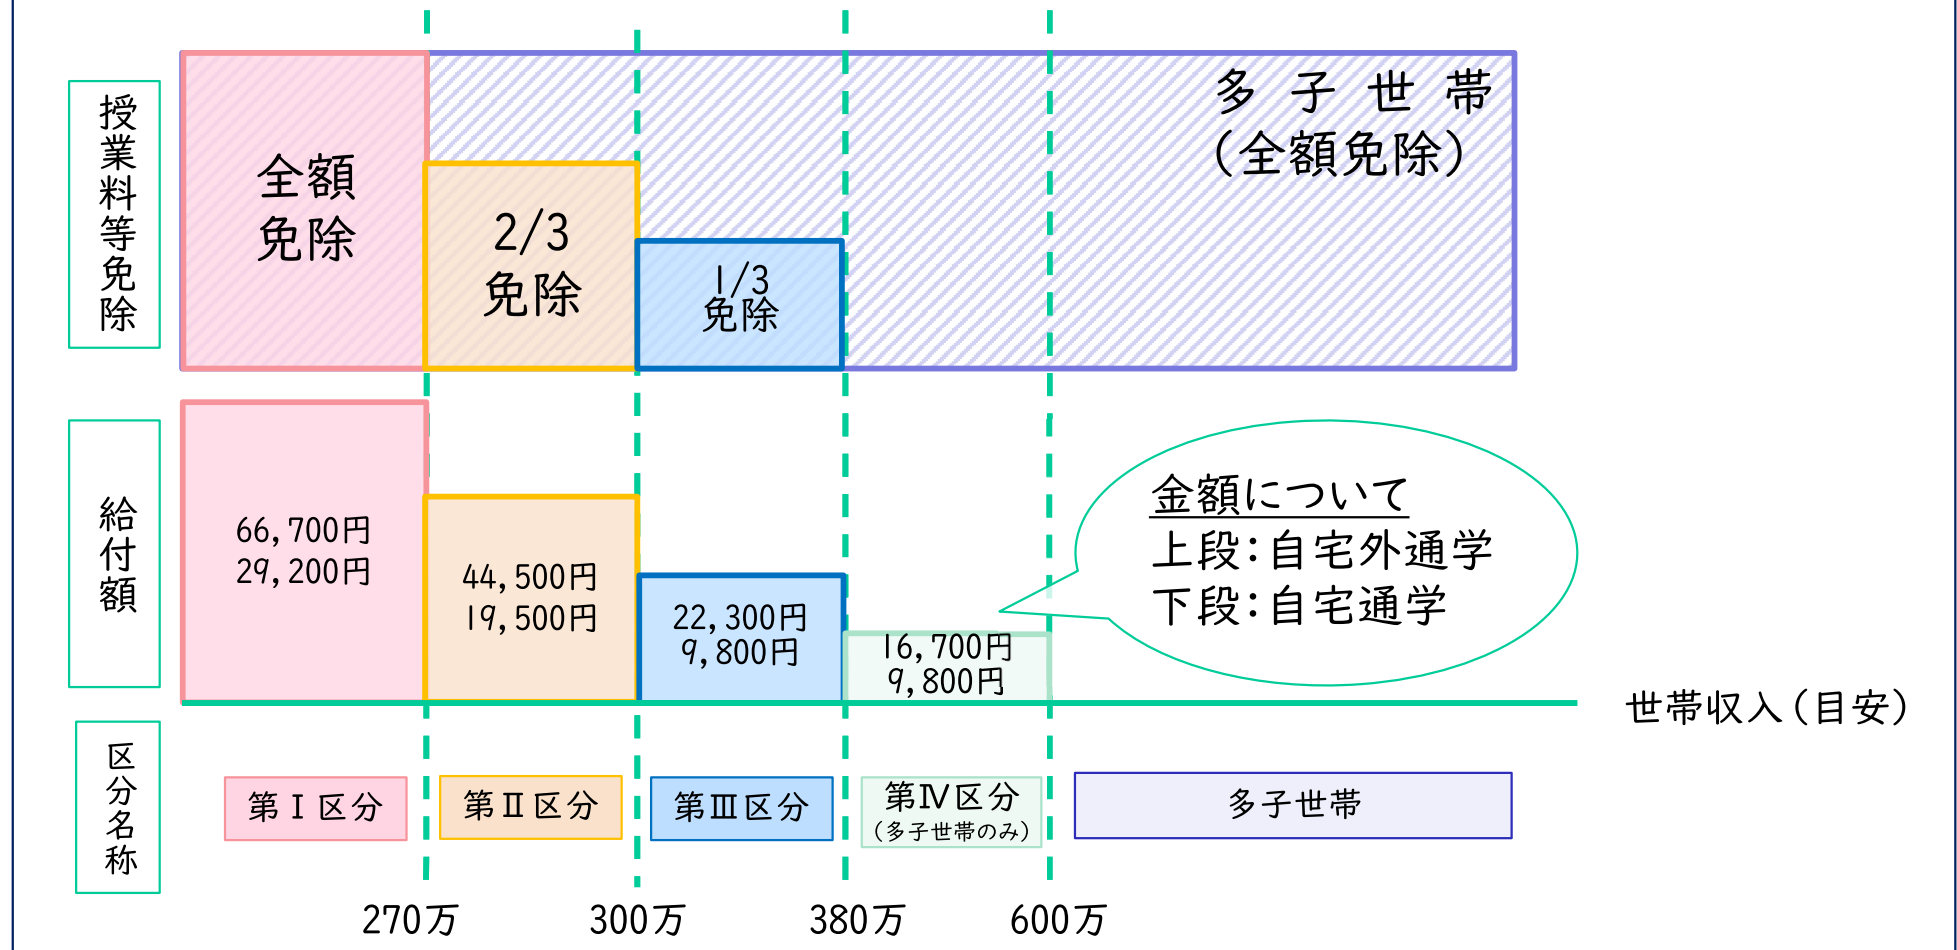 授業料等免除
全額
免除
2/3
免除
1/3
免除
多子世帯
（全額免除）
給付額
66,700円
29,200円
44,500円
19,500円
22,300円
9,800円
16,700円
9,800円
金額について
上段：自宅外通学
下段：自宅通学
世帯収入（目安）
区分名称
第Ⅰ区分
第Ⅱ区分
第Ⅲ区分
第Ⅳ区分
（多子世帯のみ）
多子世帯
270万
300万
380万
600万